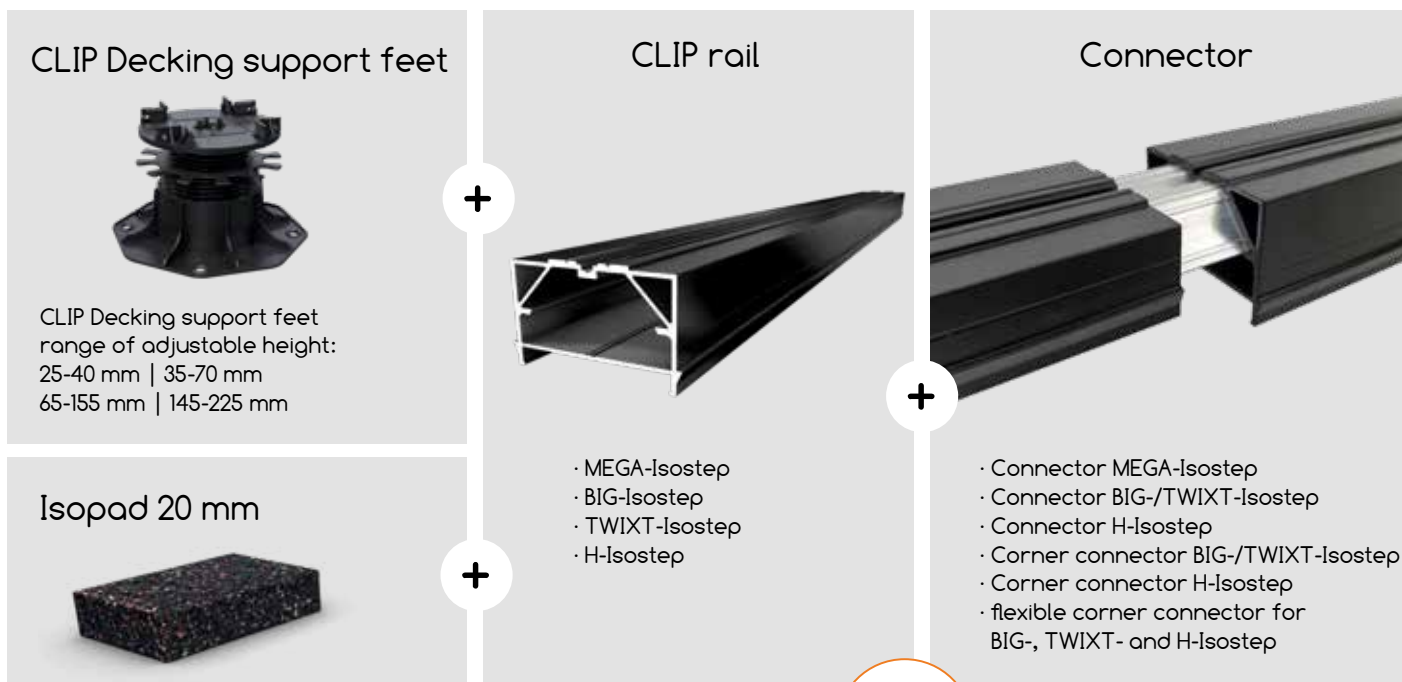 CLIP Decking support feet
CLIP Decking support feet
range of adjustable height:
25-40 mm | 35-70 mm
65-155 mm | 145-225 mm
Isopad 20 mm
+
+
CLIP rail
· MEGA-Isostep
· BIG-Isostep
· TWIXT-Isostep
· H-Isostep
+
Connector
· Connector MEGA-Isostep
· Connector BIG-/TWIXT-Isostep
· Connector H-Isostep
· Corner connector BIG-/TWIXT-Isostep
· Corner connector H-Isostep
· flexible corner connector for
BIG-, TWIXT- and H-Isostep